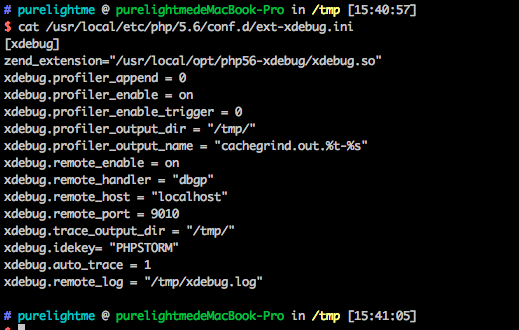 # purelightme @ purelightmedeMacBook-Pro in /tmp [15:40:57]
$ cat /usr/local/etc/php/5.6/conf.d/ext-xdebug.ini
[xdebug]
zend_extension="/usr/local/opt/php56-xdebug/xdebug.so"
xdebug.profiler_append = 0
xdebug.profiler_enable = on
xdebug.profiler_enable_trigger = 0
xdebug.profiler_output_dir = "/tmp/"
xdebug.profiler_output_name = "cachegrind.out.%t-%s"
xdebug.remote_enable = on
xdebug.remote_handler = "dbgp"
xdebug.remote_host = "localhost"
xdebug.remote_port = 9010
xdebug.trace_output_dir = "/tmp/"
xdebug.idekey= "PHPSTORM"
xdebug.auto_trace = 1
xdebug.remote_log = "/tmp/xdebug.log"
# purelightme @ purelightmedeMacBook-Pro in /tmp [15:41:05]
$